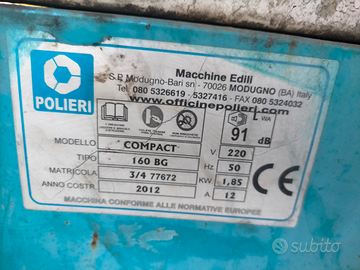 POLIERI
Macchine Edili
S.P. Modugno-Bari sn - 70026 MODUGNO (BA) Italy
Tel. 080 5326619 - 5327416 - FAX 080 5324032
www.officinepolieri.com
L WA
91 dB
MODELLO COMPACT V 220
TIPO 160 BG Hz 50
MATRICOLA 3/4 77672 KW 1,85
ANNO COSTR. 2012 A 12
CE
MACCHINA CONFORME ALLE NORMATIVE EUROPEE
subito